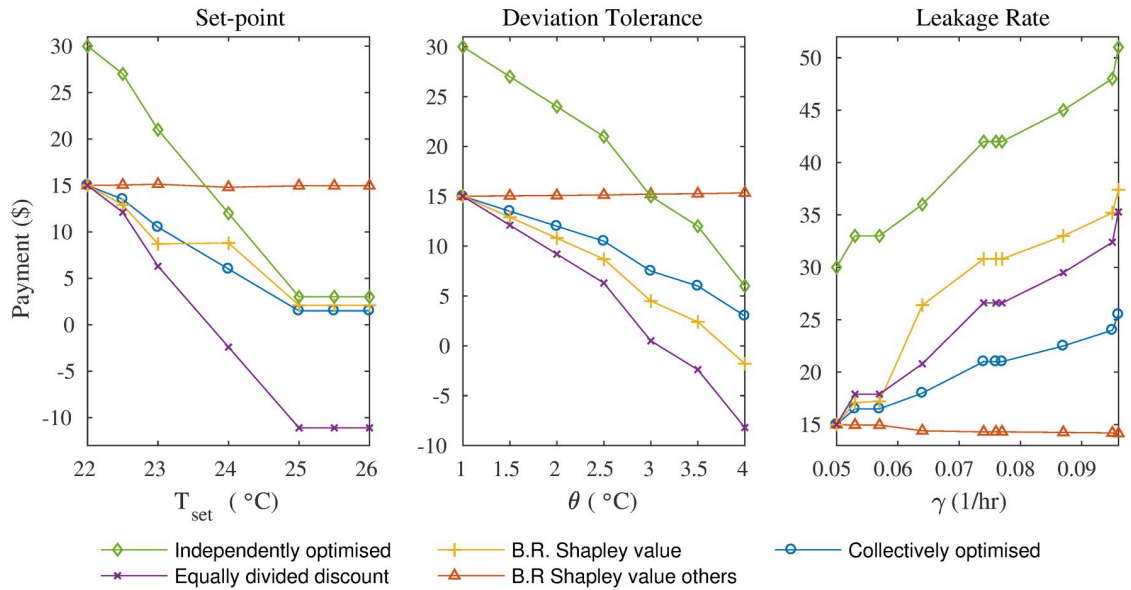 Set-point
Deviation Tolerance
Leakage Rate
Payment ($)
30
25
20
15
10
5
0
-5
-10
22 23 24 25 26
T_set ( °C)
30
25
20
15
10
5
0
-5
-10
1 1.5 2 2.5 3 3.5 4
θ ( °C)
50
45
40
35
30
25
20
15
0.05 0.06 0.07 0.08 0.09
γ (1/hr)
Independently optimised
B.R. Shapley value
Collectively optimised
Equally divided discount
B.R Shapley value others